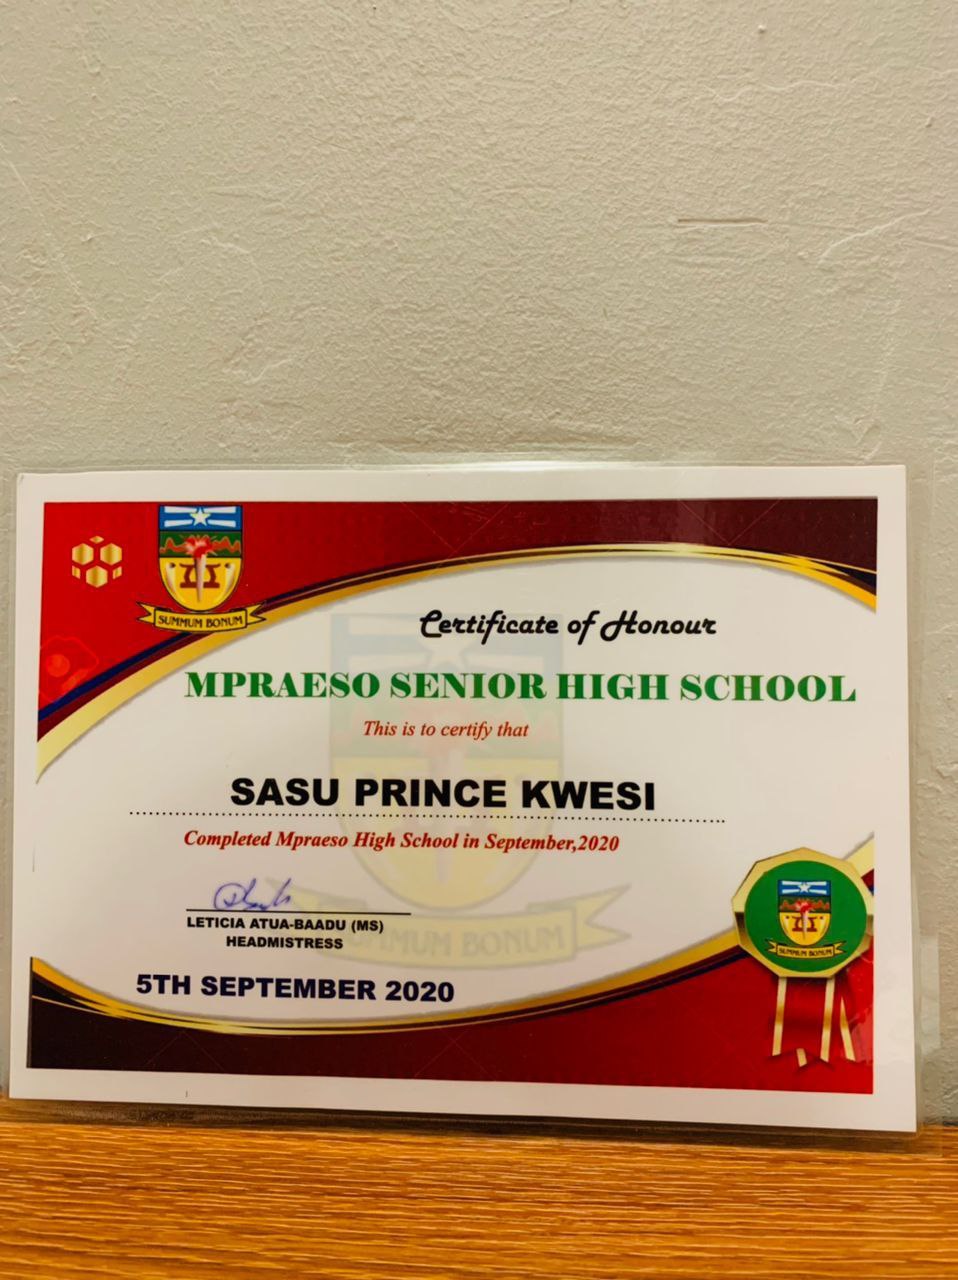 SUMMUM BONUM
Certificate of Honour
MPRAESO SENIOR HIGH SCHOOL
This is to certify that
SASU PRINCE KWESI
Completed Mpraeso High School in September,2020
LETICIA ATUA-BAADU (MS)
HEADMISTRESS
SUMMUM BONUM
5TH SEPTEMBER 2020
SUMMUM BONUM